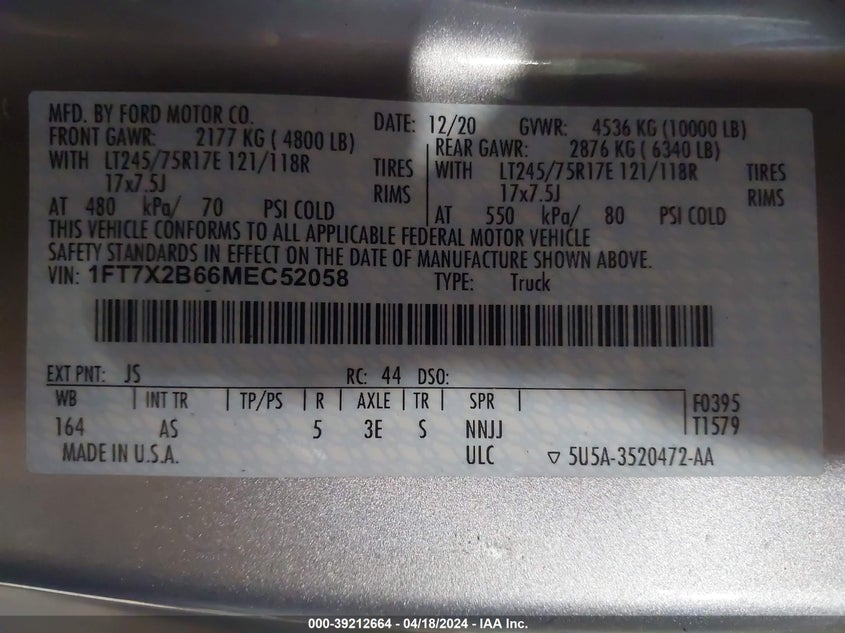 MFD. BY FORD MOTOR CO. DATE: 12/20 GVWR: 4536 KG (10000 LB)
FRONT GAWR: 2177 KG ( 4800 LB) REAR GAWR: 2876 KG ( 6340 LB)
WITH LT245/75R17E 121/118R TIRES WITH LT245/75R17E 121/118R TIRES
17x7.5J RIMS 17x7.5J RIMS
AT 480 kPa/ 70 PSI COLD AT 550 kPa/ 80 PSI COLD
THIS VEHICLE CONFORMS TO ALL APPLICABLE FEDERAL MOTOR VEHICLE
SAFETY STANDARDS IN EFFECT ON THE DATE OF MANUFACTURE SHOWN ABOVE.
VIN: 1FT7X2B66MEC52058 TYPE: Truck
EXT PNT: JS RC: 44 DSO:
WB INT TR TP/PS R AXLE TR SPR F0395
164 AS 5 3E S NNJJ T1579
MADE IN U.S.A. ULC ▽ 5U5A-3520472-AA
000-39212664 - 04/18/2024 - IAA Inc.